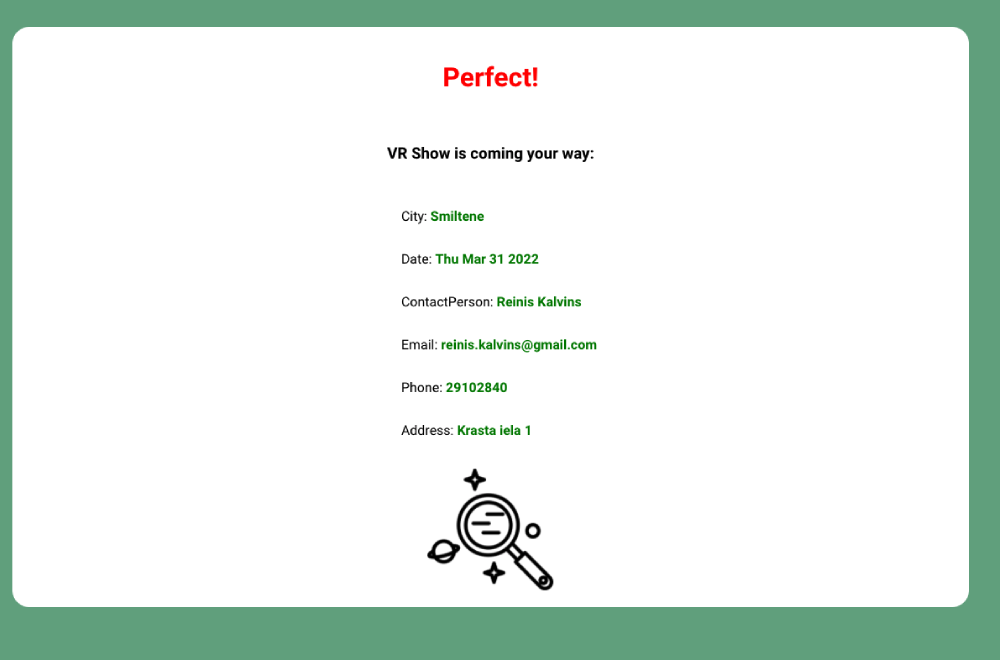 Perfect!
VR Show is coming your way:
City: Smiltene
Date: Thu Mar 31 2022
ContactPerson: Reinis Kalvins
Email: reinis.kalvins@gmail.com
Phone: 29102840
Address: Krasta iela 1